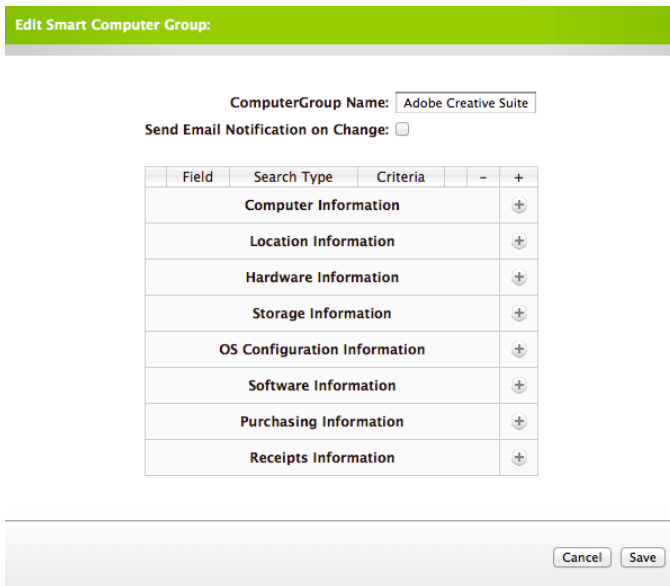 Edit Smart Computer Group:
ComputerGroup Name: Adobe Creative Suite
Send Email Notification on Change:
Field Search Type Criteria - +
Computer Information +
Location Information +
Hardware Information +
Storage Information +
OS Configuration Information +
Software Information +
Purchasing Information +
Receipts Information +
Cancel Save